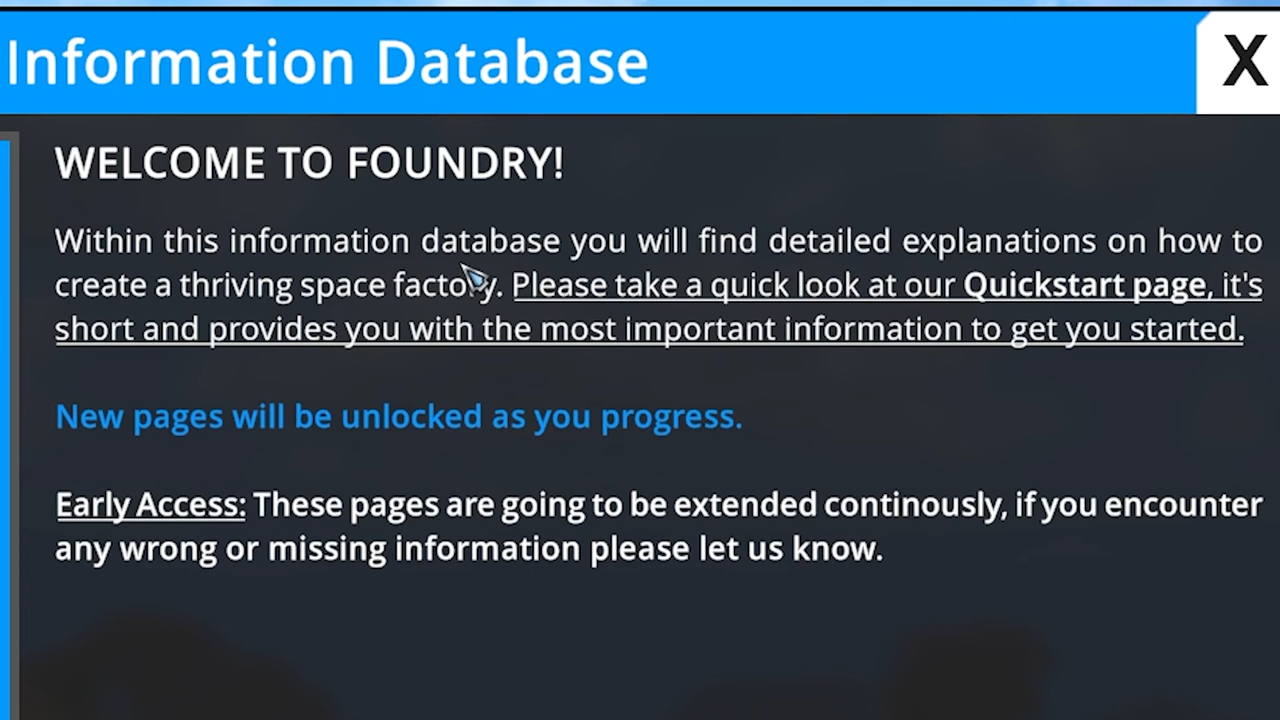 Information Database
X
WELCOME TO FOUNDRY!
Within this information database you will find detailed explanations on how to
create a thriving space factory. Please take a quick look at our Quickstart page, it's
short and provides you with the most important information to get you started.
New pages will be unlocked as you progress.
Early Access: These pages are going to be extended continously, if you encounter
any wrong or missing information please let us know.